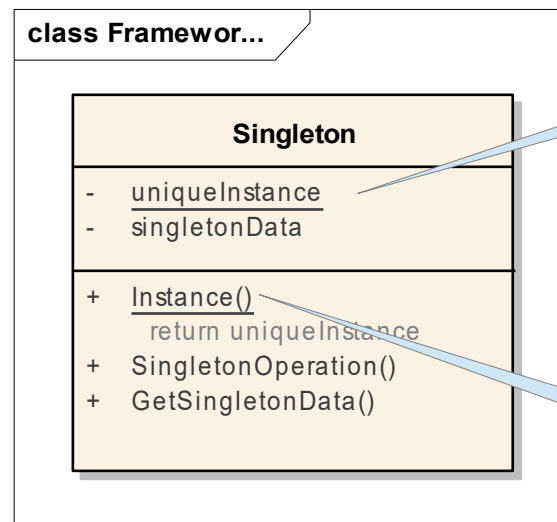 class Framewor...
Singleton
- uniqueInstance
- singletonData
+ Instance()
return uniqueInstance
+ SingletonOperation()
+ GetSingletonData()